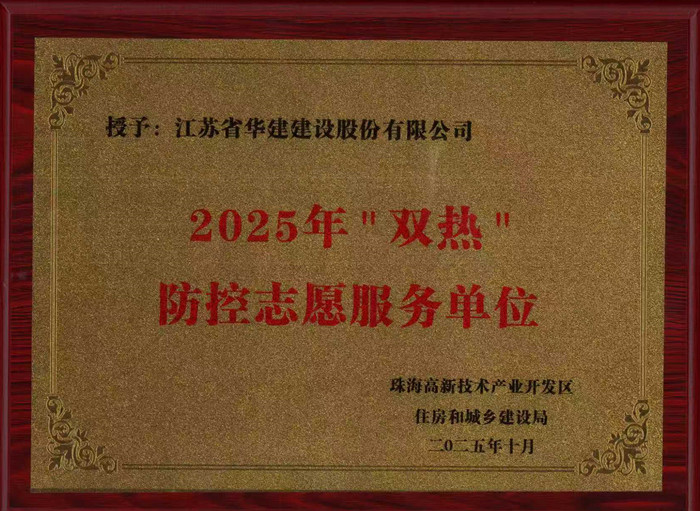 授予：江苏省华建建设股份有限公司
2025年"双热"
防控志愿服务单位
珠海高新技术产业开发区
住房和城乡建设局
二〇二五年十月